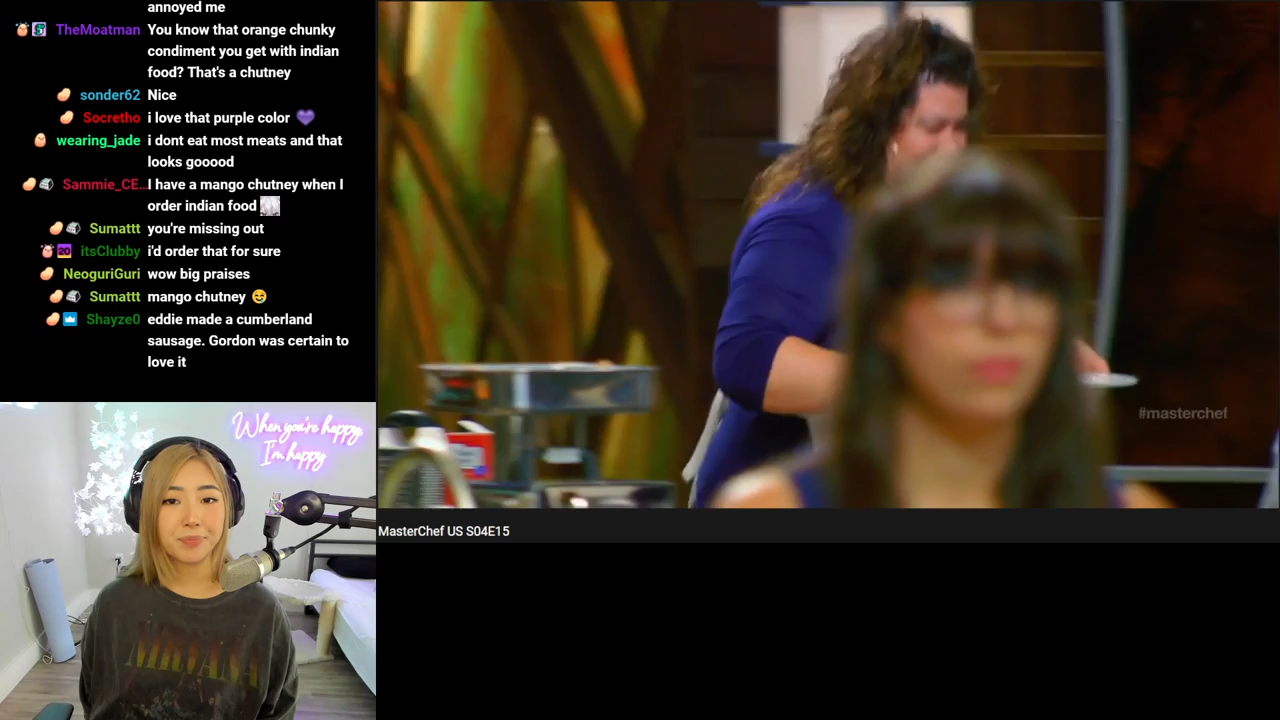 annoyed me
TheMoatman You know that orange chunky
condiment you get with indian
food? That's a chutney
sonder62 Nice
Socretho i love that purple color 💜
wearing_jade i dont eat most meats and that
looks gooood
Sammie_CE… I have a mango chutney when I
order indian food
Sumattt you're missing out
20 itsClubby i'd order that for sure
NeoguriGuri wow big praises
Sumattt mango chutney 😂
Shayze0 eddie made a cumberland
sausage. Gordon was certain to
love it
When you're happy
I'm happy
NIRVANA
#masterchef
MasterChef US S04E15